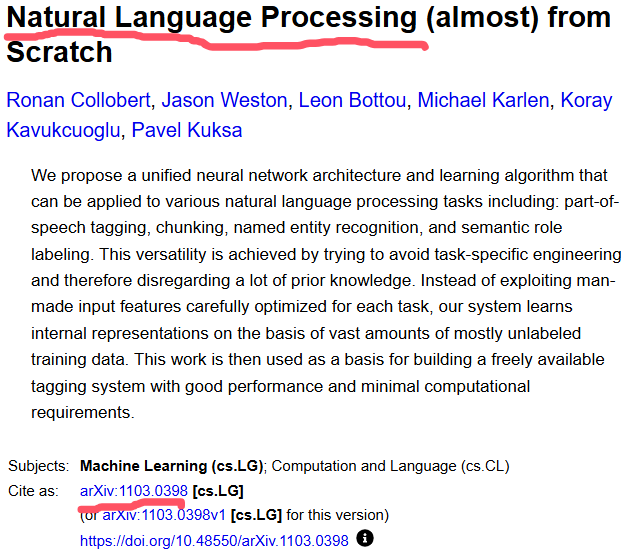 Natural Language Processing (almost) from
Scratch
Ronan Collobert, Jason Weston, Leon Bottou, Michael Karlen, Koray
Kavukcuoglu, Pavel Kuksa
We propose a unified neural network architecture and learning algorithm that
can be applied to various natural language processing tasks including: part-of-
speech tagging, chunking, named entity recognition, and semantic role
labeling. This versatility is achieved by trying to avoid task-specific engineering
and therefore disregarding a lot of prior knowledge. Instead of exploiting man-
made input features carefully optimized for each task, our system learns
internal representations on the basis of vast amounts of mostly unlabeled
training data. This work is then used as a basis for building a freely available
tagging system with good performance and minimal computational
requirements.
Subjects: Machine Learning (cs.LG); Computation and Language (cs.CL)
Cite as: arXiv:1103.0398 [cs.LG]
(or arXiv:1103.0398v1 [cs.LG] for this version)
https://doi.org/10.48550/arXiv.1103.0398